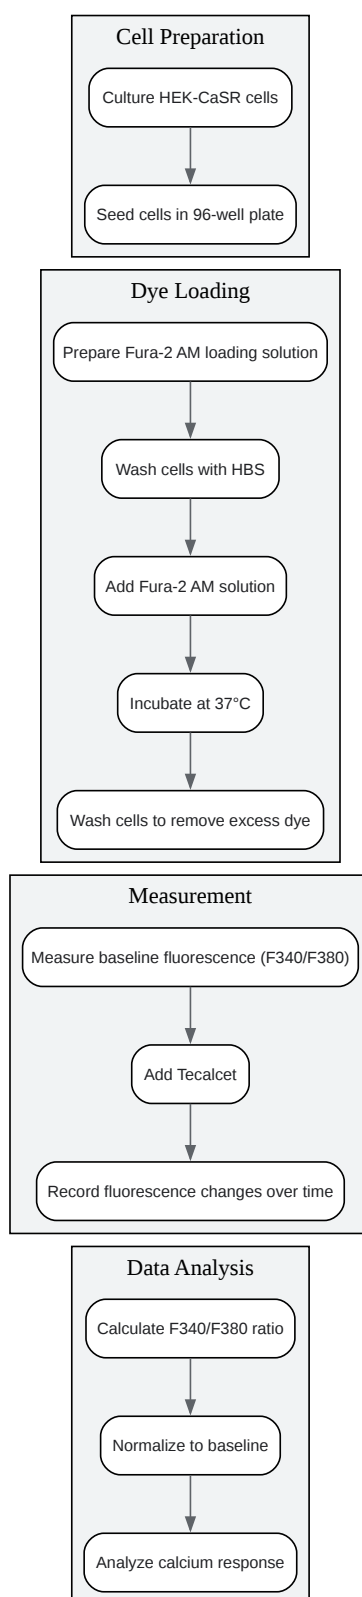 Cell Preparation
Culture HEK-CaSR cells
Seed cells in 96-well plate
Dye Loading
Prepare Fura-2 AM loading solution
Wash cells with HBS
Add Fura-2 AM solution
Incubate at 37°C
Wash cells to remove excess dye
Measurement
Measure baseline fluorescence (F340/F380)
Add Tecalcet
Record fluorescence changes over time
Data Analysis
Calculate F340/F380 ratio
Normalize to baseline
Analyze calcium response